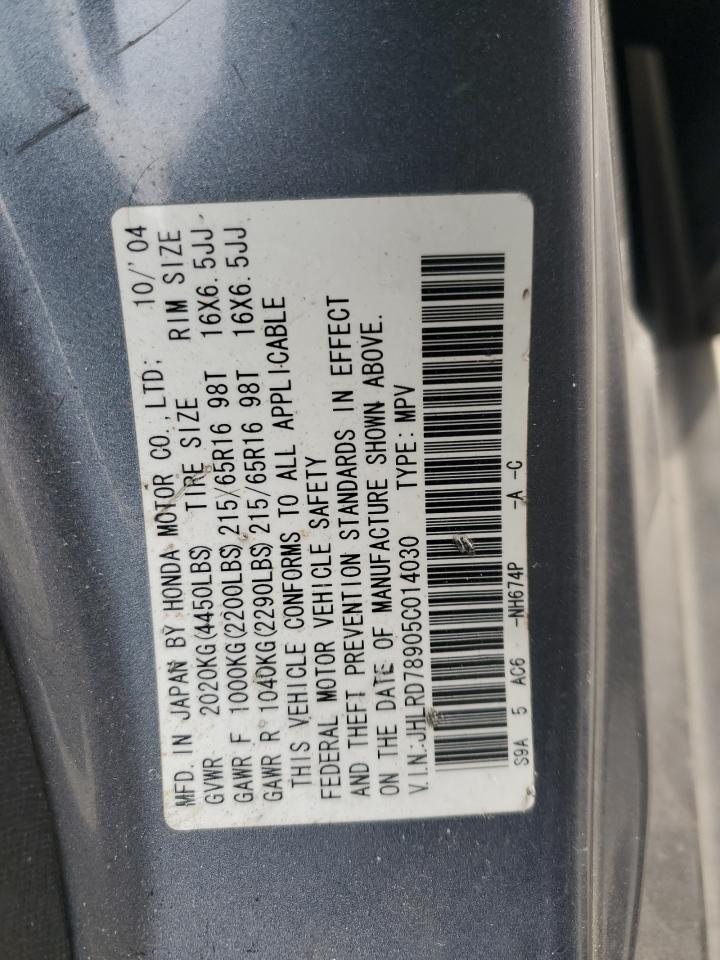 MFD. IN JAPAN BY HONDA MOTOR CO., LTD; 10/'04
GVWR 2020KG(4450LBS) TIRE SIZE RIM SIZE
GAWR F 1000KG(2200LBS) 215/65R16 98T 16X6.5JJ
GAWR R 1040KG(2290LBS) 215/65R16 98T 16X6.5JJ
THIS VEHICLE CONFORMS TO ALL APPLICABLE
FEDERAL MOTOR VEHICLE SAFETY
AND THEFT PREVENTION STANDARDS IN EFFECT
ON THE DATE OF MANUFACTURE SHOWN ABOVE.
V.I.N.:JHLRD78905C014030 TYPE: MPV
S9A 5 AC6 -NH674P -A -C